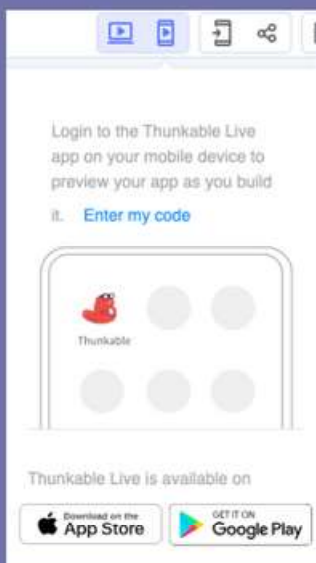 Login to the Thunkable Live
app on your mobile device to
preview your app as you build
it. Enter my code
Thunkable
Thunkable Live is available on
Download on the
App Store
GET IT ON
Google Play